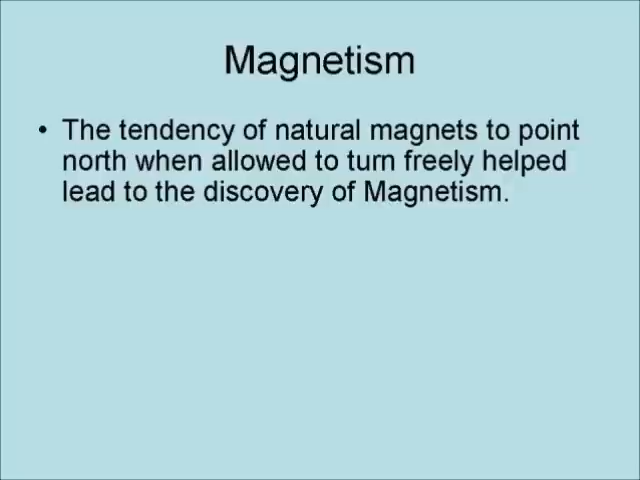 Magnetism
• The tendency of natural magnets to point
north when allowed to turn freely helped
lead to the discovery of Magnetism.